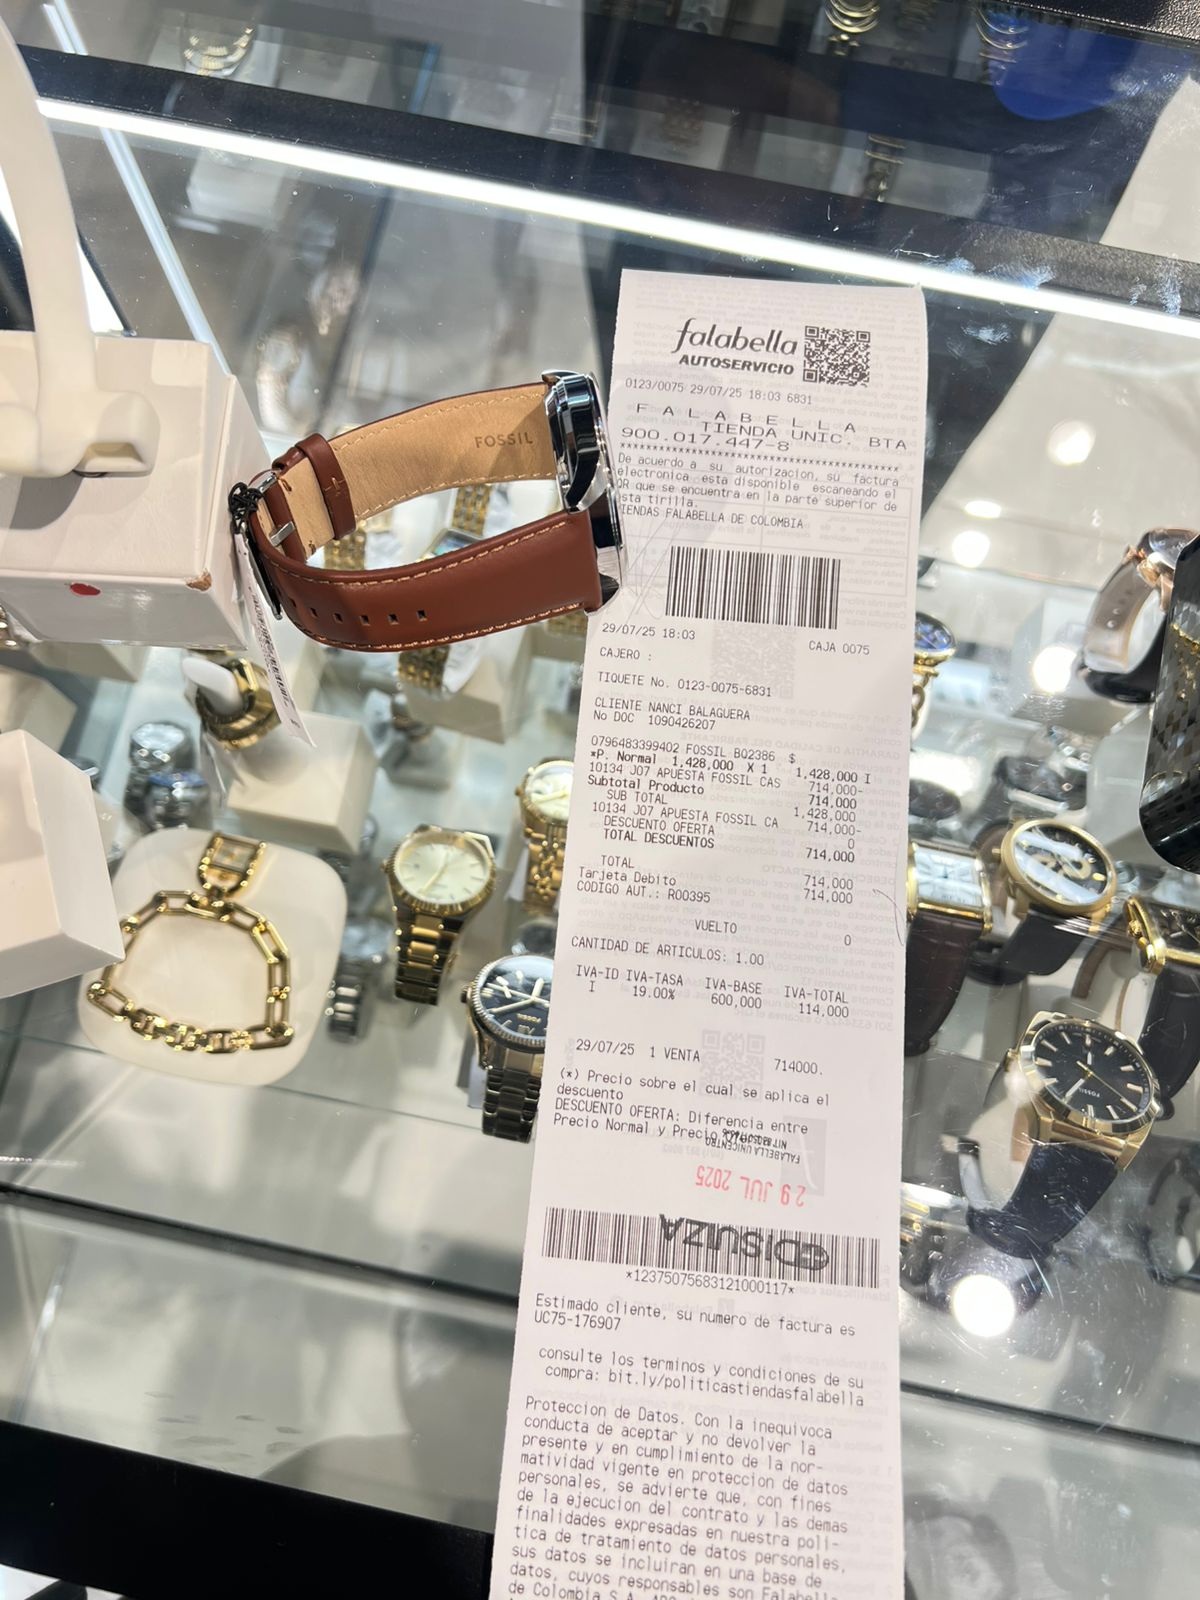 FOSSIL
falabella
AUTOSERVICIO
0123/0075 29/07/25 18:03 6831
F A L A B E L L A
TIENDA UNIC. BTA
900.017.447-8
****************************************
De acuerdo a su autorizacion, su factura
electronica esta disponible escaneando el
QR que se encuentra en la parte superior de
esta tirilla.
TIENDAS FALABELLA DE COLOMBIA
29/07/25 18:03 CAJA 0075
CAJERO :
TIQUETE No. 0123-0075-6831
CLIENTE NANCI BALAGUERA
No DOC 1090426207
0796483399402 FOSSIL BQ2386 $
*P. Normal 1,428,000 X 1 1,428,000 I
10134 J07 APUESTA FOSSIL CAS 714,000-
Subtotal Producto 714,000
SUB TOTAL 1,428,000
10134 J07 APUESTA FOSSIL CA 714,000-
DESCUENTO OFERTA 0
TOTAL DESCUENTOS 714,000
TOTAL 714,000
Tarjeta Debito 714,000
CODIGO AUT.: R00395
VUELTO 0
CANTIDAD DE ARTICULOS: 1.00
IVA-ID IVA-TASA IVA-BASE IVA-TOTAL
I 19.00% 600,000 114,000
29/07/25 1 VENTA 714000.
(*) Precio sobre el cual se aplica el
descuento
DESCUENTO OFERTA: Diferencia entre
Precio Normal y Precio
FALABELLA UNICENTRO
29 JUL 2025
GDISUIZA
*12375075683121000117*
Estimado cliente, su numero de factura es
UC75-176907
consulte los terminos y condiciones de su
compra: bit.ly/politicastiendasfalabella
Proteccion de Datos. Con la inequivoca
conducta de aceptar y no devolver la
presente y en cumplimiento de la nor-
matividad vigente en proteccion de datos
personales, se advierte que, con fines
de la ejecucion del contrato y las demas
finalidades expresadas en nuestra poli-
tica de tratamiento de datos personales,
sus datos se incluiran en una base de
datos, cuyos responsables son Falabella
de Colombia S.A.
FOSSIL